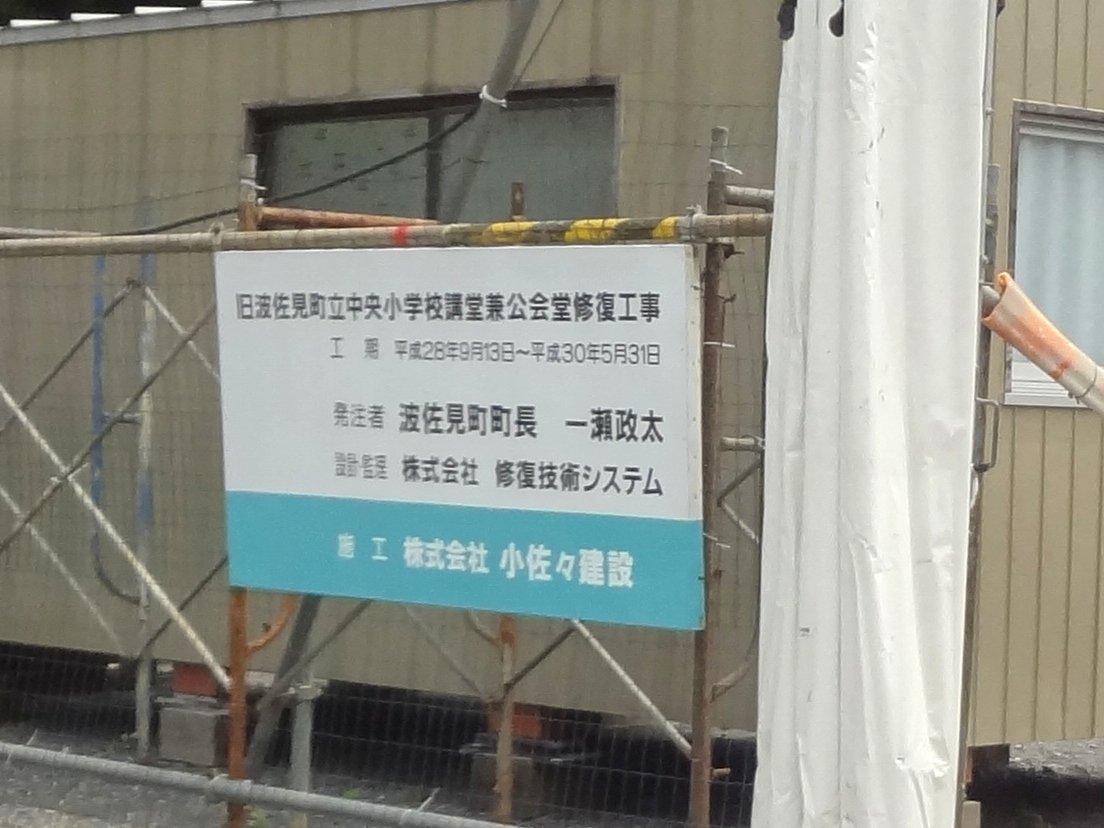 旧波佐見町立中央小学校講堂兼公会堂修復工事
工 期 平成28年9月13日～平成30年5月31日
発注者 波佐見町町長 一瀬政太
設計・監理 株式会社 修復技術システム
施 工 株式会社 小佐々建設